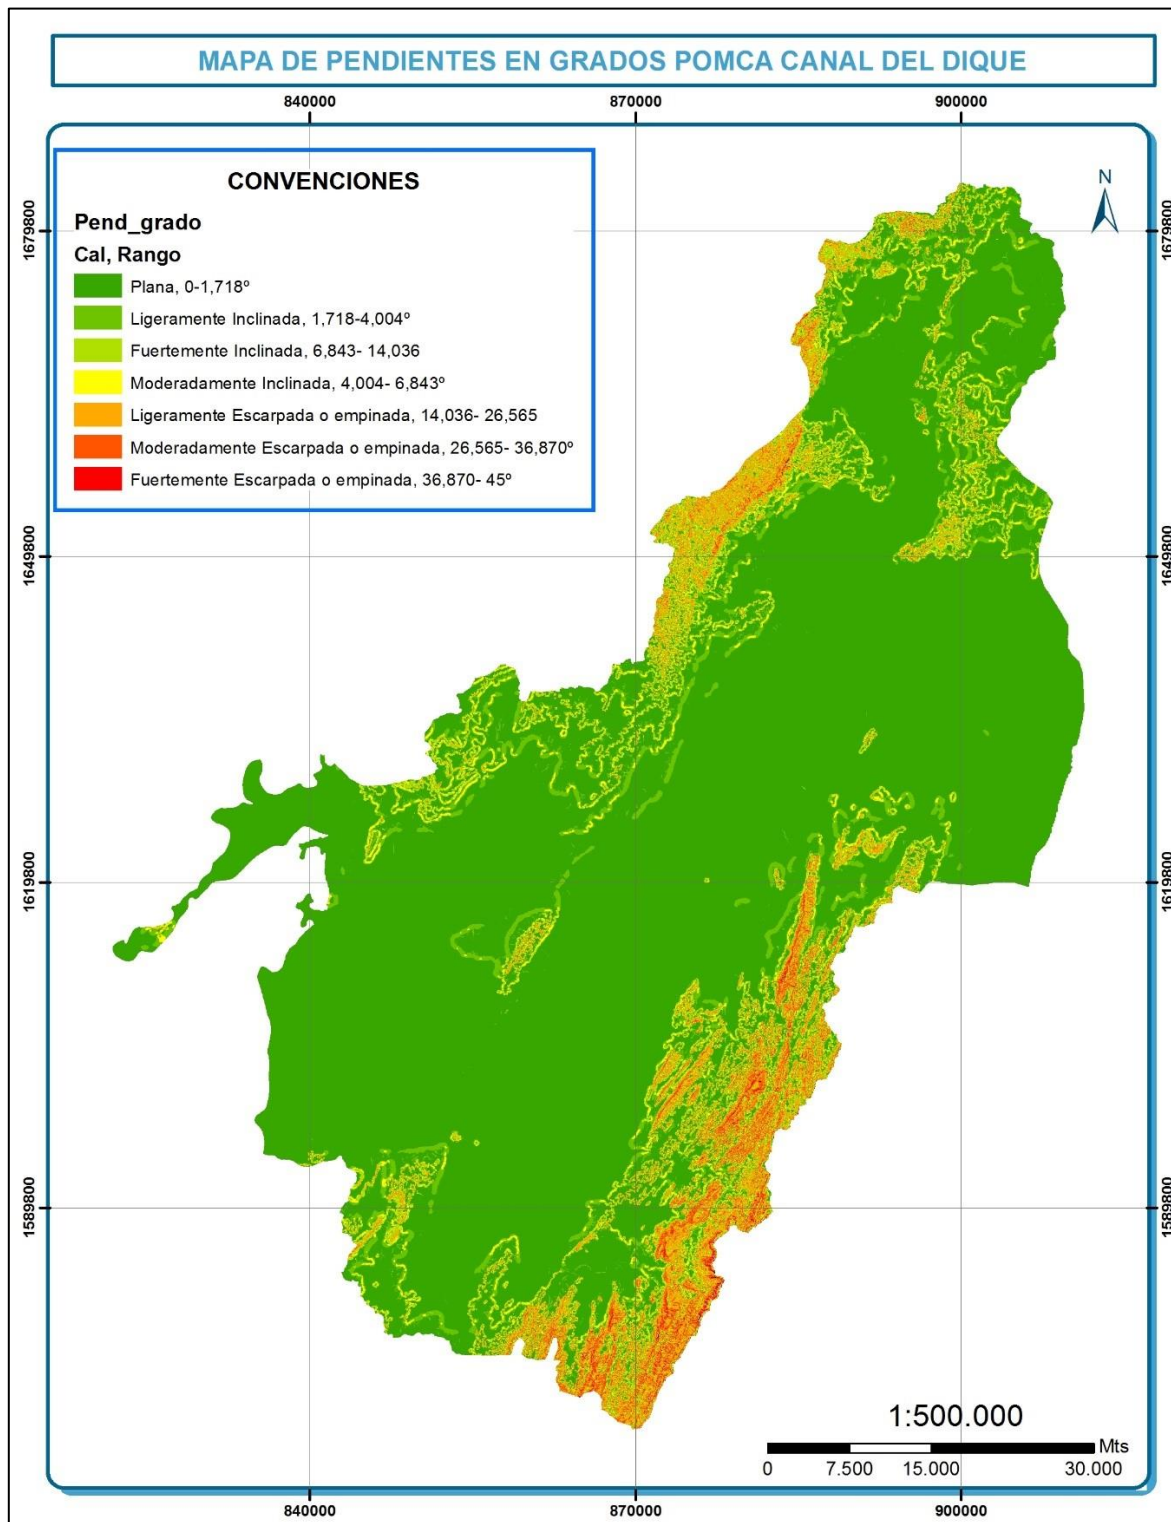 MAPA DE PENDIENTES EN GRADOS POMCA CANAL DEL DIQUE
840000 870000 900000
CONVENCIONES
Pend_grado
Cal, Rango
Plana, 0-1,718º
Ligeramente Inclinada, 1,718-4,004º
Fuertemente Inclinada, 6,843- 14,036
Moderadamente Inclinada, 4,004- 6,843º
Ligeramente Escarpada o empinada, 14,036- 26,565
Moderadamente Escarpada o empinada, 26,565- 36,870º
Fuertemente Escarpada o empinada, 36,870- 45º
N
1679800 1679800
1649800 1649800
1619800 1619800
1589800 1589800
1:500.000
Mts
0 7.500 15.000 30.000
840000 870000 900000